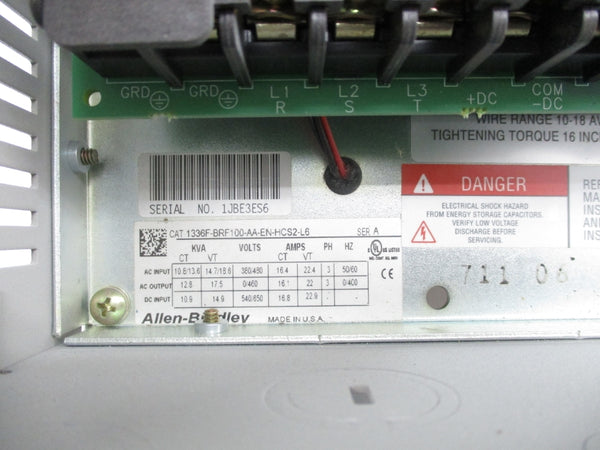 GRD GRD L1 L2 L3 +DC COM
R S T -DC
WIRE RANGE 10-18
TIGHTENING TORQUE 16
SERIAL NO. 1JBE3ES6
DANGER
ELECTRICAL SHOCK HAZARD
FROM ENERGY STORAGE CAPACITORS.
VERIFY VOLTAGE
DISCHARGE BEFORE
SERVICING.
CAT 1336F-BRF100-AA-EN-HCS2-L6 SER A
KVA VOLTS AMPS PH HZ
CT VT CT VT
AC INPUT 10.8/13.6 14.7/18.6 380/480 16.4 22.4 3 50/60
AC OUTPUT 12.8 17.5 0/460 16.1 22 3 0/400
DC INPUT 10.9 14.9 540/650 16.8 22.9 - -
UL LISTED
CE
Allen-Bradley MADE IN U.S.A.
711 06